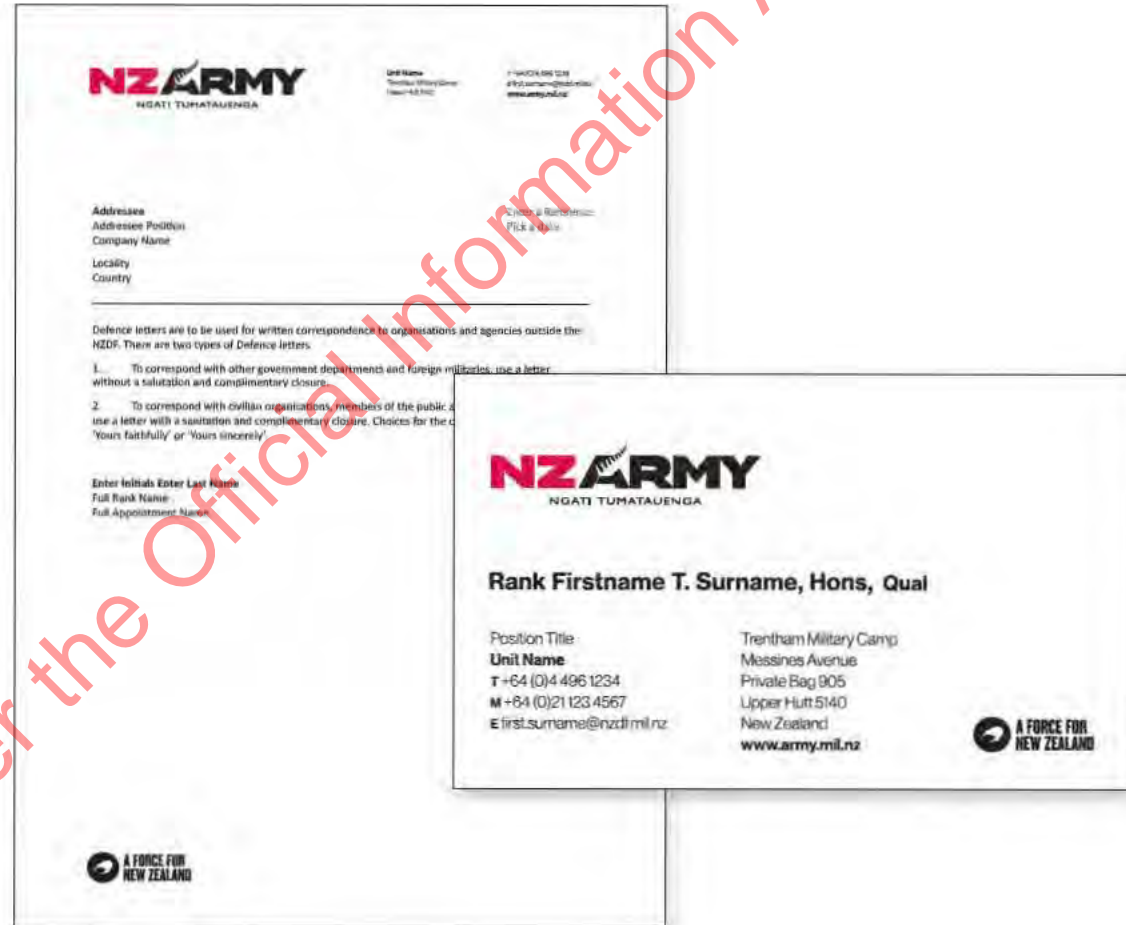 NZ ARMY
NGATI TUMATAUENGA
Unit Name
www.army.mil.nz
Addressee
Addressee Position
Company Name
Enter a Reference
Pick a date
Locality
Country
Defence letters are to be used for written correspondence to organisations and agencies outside the
NZDF. There are two types of Defence letters.
1. To correspond with other government departments and foreign militaries, use a letter
without a salutation and complimentary closure.
2. To correspond with civilian organisations, members of the public a
use a letter with a salutation and complimentary closure. Choices for the c
'Yours faithfully' or 'Yours sincerely'
Enter Initials Enter Last Name
Full Rank Name
Full Appointment Name
A FORCE FOR
NEW ZEALAND
NZ ARMY
NGATI TUMATAUENGA
Rank Firstname T. Surname, Hons, Qual
Position Title
Unit Name
T +64 (0)4 496 1234
M +64 (0)21 123 4567
E first.surname@nzdf.mil.nz
Trentham Military Camp
Messines Avenue
Private Bag 905
Upper Hutt 5140
New Zealand
www.army.mil.nz
A FORCE FOR
NEW ZEALAND
r the Official Information A